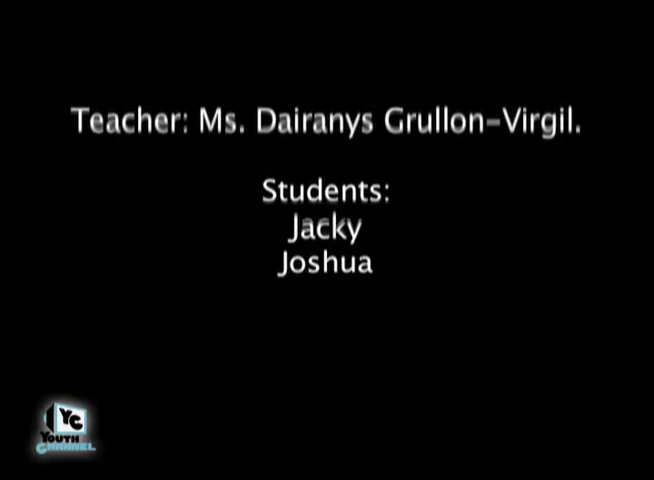 Teacher: Ms. Dairanys Grullon-Virgil.
Students:
Jacky
Joshua
YC
YOUTH
CHANNEL